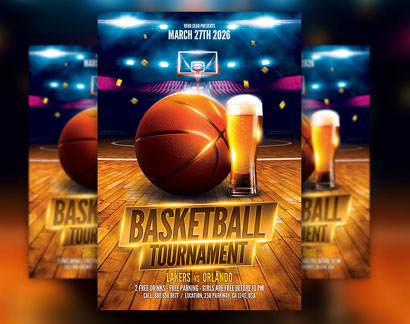 YOUR CLUB PRESENTS
MARCH 27TH 2026
BASKETBALL
TOURNAMENT
LAKERS VS ORLANDO
2 FREE DRINKS · FREE PARKING · GIRLS ARE FREE BEFORE 10 PM